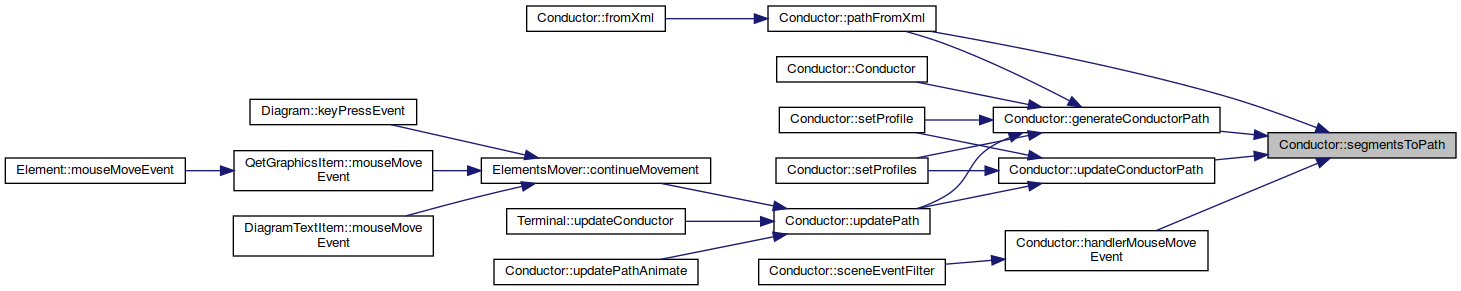 Conductor::fromXml
Conductor::pathFromXml
Conductor::Conductor
Diagram::keyPressEvent
Conductor::setProfile
Conductor::generateConductorPath
Conductor::segmentsToPath
Element::mouseMoveEvent
QetGraphicsItem::mouseMove
Event
ElementsMover::continueMovement
Conductor::setProfiles
Conductor::updateConductorPath
DiagramTextItem::mouseMove
Event
Terminal::updateConductor
Conductor::updatePath
Conductor::handlerMouseMove
Event
Conductor::updatePathAnimate
Conductor::sceneEventFilter